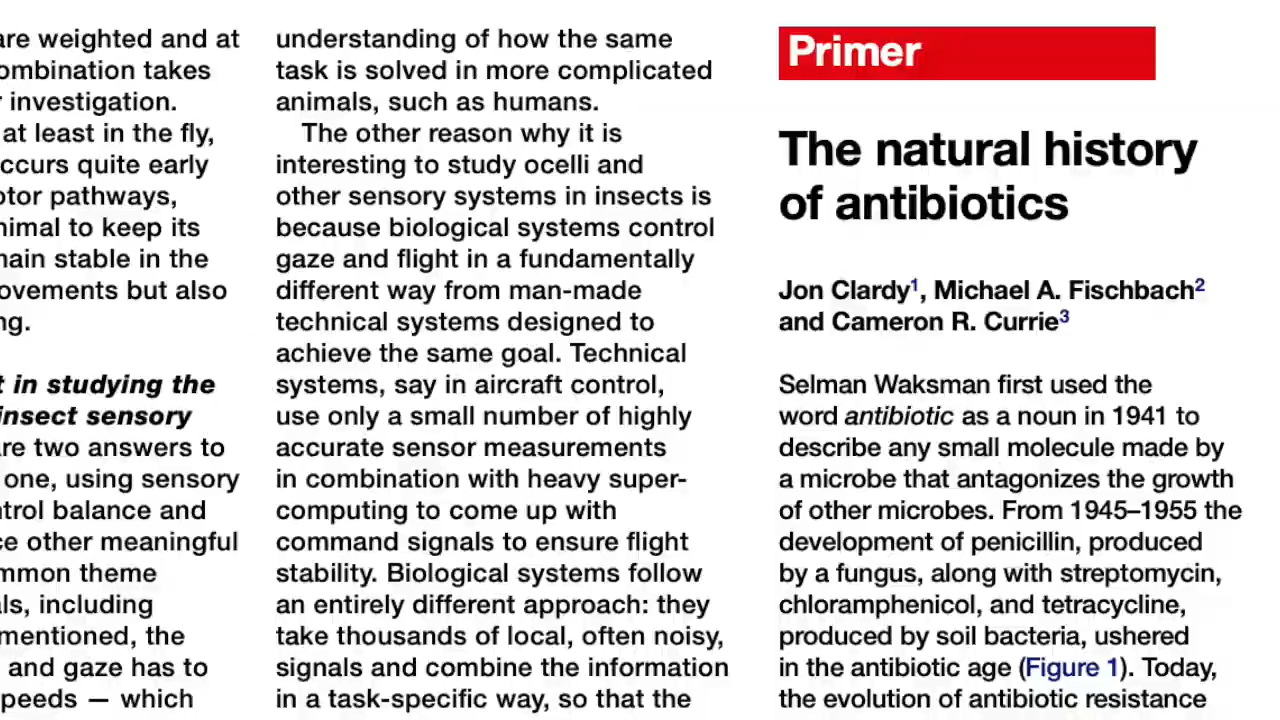 are weighted and at
ombination takes
investigation.
at least in the fly,
ccurs quite early
otor pathways,
nimal to keep its
main stable in the
ovements but also
ng.
t in studying the
insect sensory
are two answers to
one, using sensory
ntrol balance and
ce other meaningful
mmon theme
ls, including
mentioned, the
and gaze has to
peeds — which
understanding of how the same
task is solved in more complicated
animals, such as humans.
The other reason why it is
interesting to study ocelli and
other sensory systems in insects is
because biological systems control
gaze and flight in a fundamentally
different way from man-made
technical systems designed to
achieve the same goal. Technical
systems, say in aircraft control,
use only a small number of highly
accurate sensor measurements
in combination with heavy super-
computing to come up with
command signals to ensure flight
stability. Biological systems follow
an entirely different approach: they
take thousands of local, often noisy,
signals and combine the information
in a task-specific way, so that the
Primer
The natural history
of antibiotics
Jon Clardy1, Michael A. Fischbach2
and Cameron R. Currie3
Selman Waksman first used the
word antibiotic as a noun in 1941 to
describe any small molecule made by
a microbe that antagonizes the growth
of other microbes. From 1945–1955 the
development of penicillin, produced
by a fungus, along with streptomycin,
chloramphenicol, and tetracycline,
produced by soil bacteria, ushered
in the antibiotic age (Figure 1). Today,
the evolution of antibiotic resistance